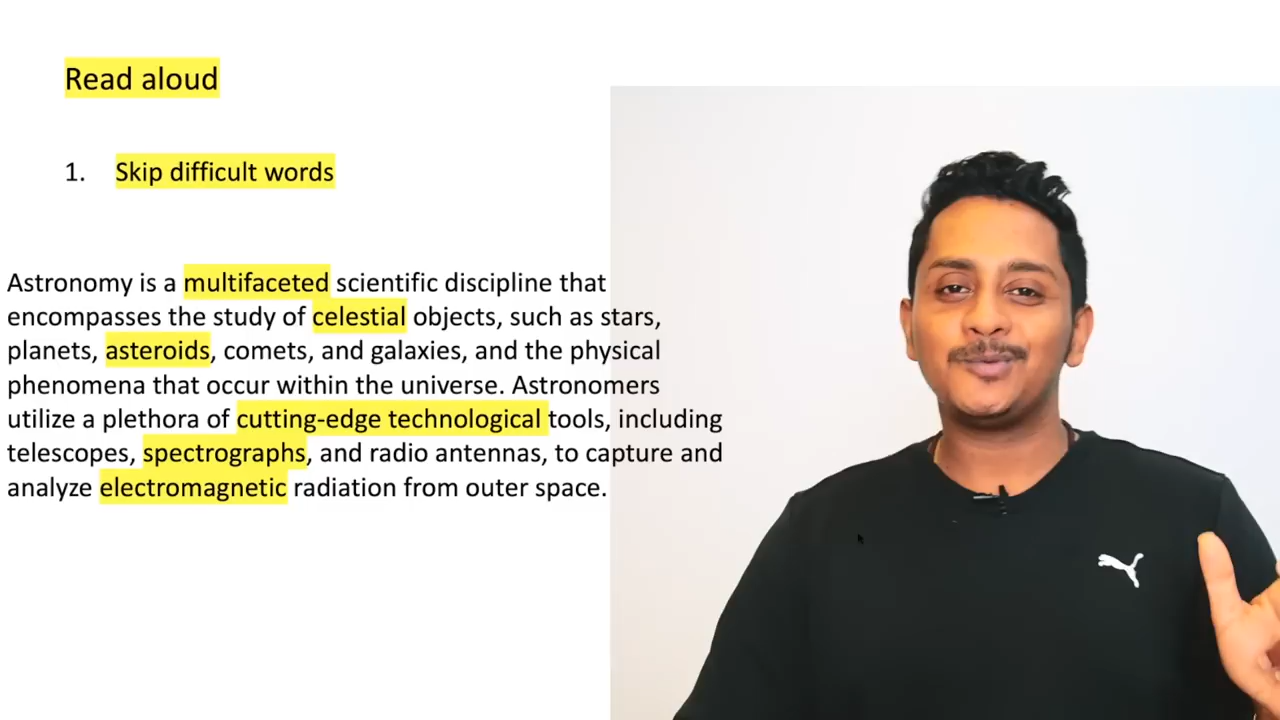 Read aloud
1. Skip difficult words
Astronomy is a multifaceted scientific discipline that
encompasses the study of celestial objects, such as stars,
planets, asteroids, comets, and galaxies, and the physical
phenomena that occur within the universe. Astronomers
utilize a plethora of cutting-edge technological tools, including
telescopes, spectrographs, and radio antennas, to capture and
analyze electromagnetic radiation from outer space.